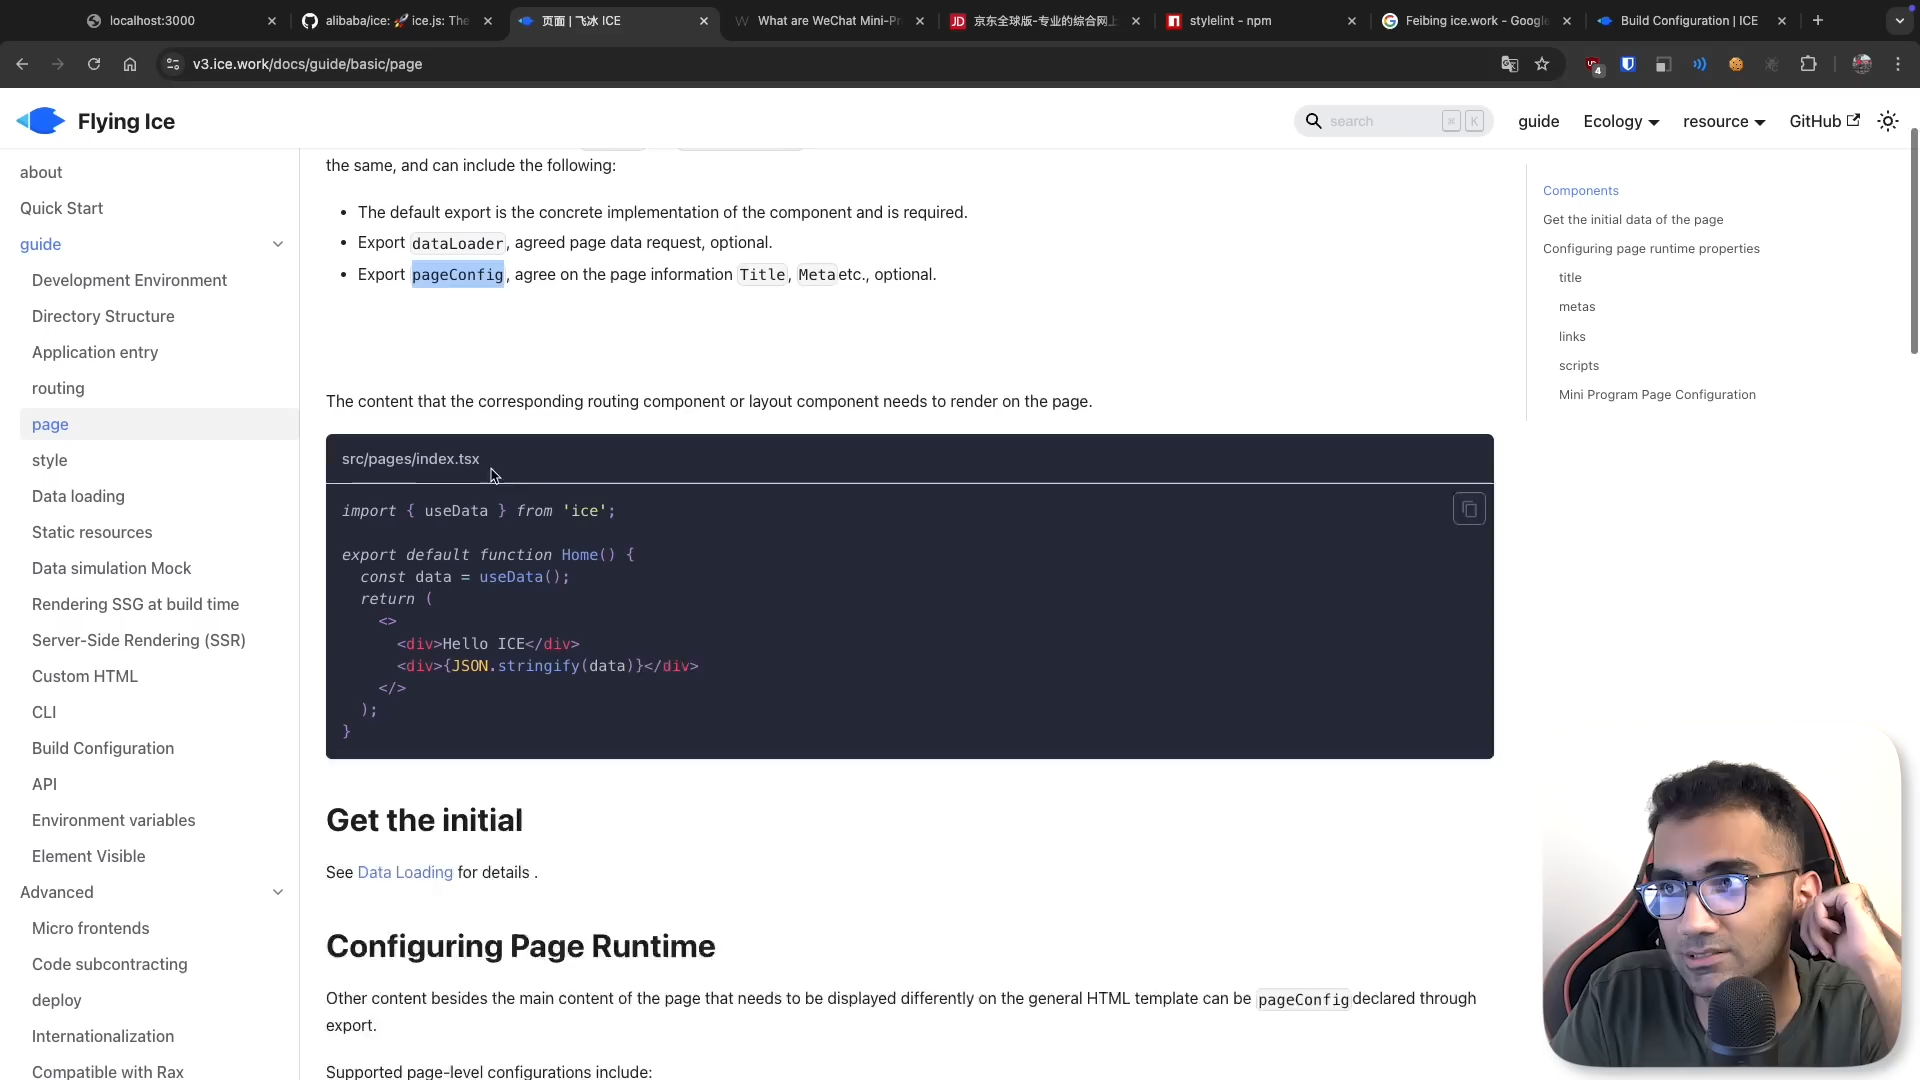 localhost:3000
alibaba/ice: 🚀 ice.js: The
页面 | 飞冰 ICE
What are WeChat Mini-Pr
JD
京东全球版-专业的综合网上
stylelint - npm
Feibing ice.work - Google
Build Configuration | ICE
v3.ice.work/docs/guide/basic/page
4
Flying Ice
search
⌘ K
guide
Ecology
resource
GitHub
about
Quick Start
guide
Development Environment
Directory Structure
Application entry
routing
page
style
Data loading
Static resources
Data simulation Mock
Rendering SSG at build time
Server-Side Rendering (SSR)
Custom HTML
CLI
Build Configuration
API
Environment variables
Element Visible
Advanced
Micro frontends
Code subcontracting
deploy
Internationalization
Compatible with Rax
the same, and can include the following:
• The default export is the concrete implementation of the component and is required.
• Export dataLoader, agreed page data request, optional.
• Export pageConfig, agree on the page information Title, Meta etc., optional.
The content that the corresponding routing component or layout component needs to render on the page.
src/pages/index.tsx
import { useData } from 'ice';
export default function Home() {
const data = useData();
return (
<>
<div>Hello ICE</div>
<div>{JSON.stringify(data)}</div>
</>
);
}
Get the initial
See Data Loading for details .
Configuring Page Runtime
Other content besides the main content of the page that needs to be displayed differently on the general HTML template can be pageConfig declared through
export.
Supported page-level configurations include:
Components
Get the initial data of the page
Configuring page runtime properties
title
metas
links
scripts
Mini Program Page Configuration